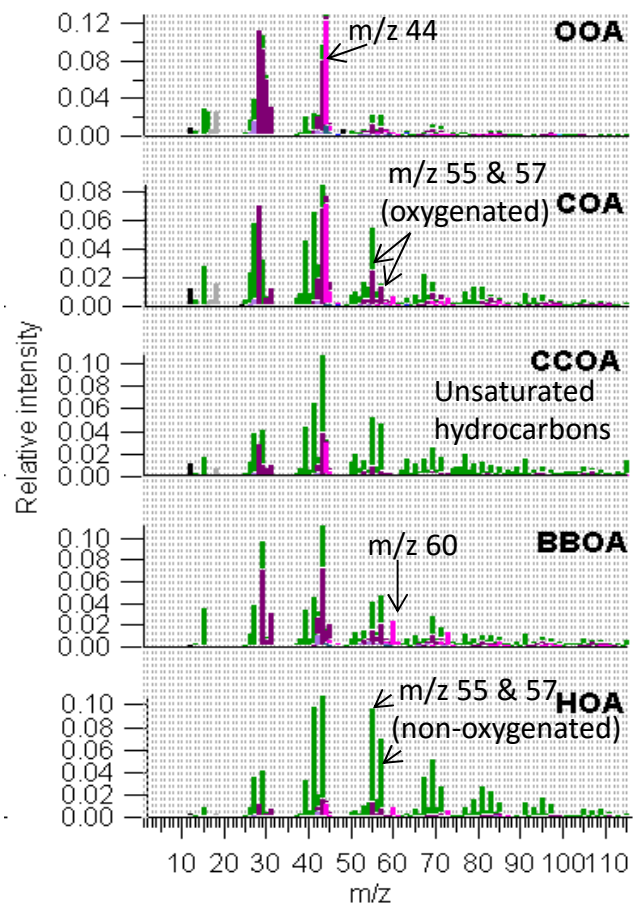 Relative intensity
0.12
0.08
0.04
0.00
m/z 44
OOA
0.08
0.06
0.04
0.02
0.00
m/z 55 & 57
(oxygenated)
COA
0.10
0.08
0.06
0.04
0.02
0.00
CCOA
Unsaturated
hydrocarbons
0.10
0.08
0.06
0.04
0.02
0.00
m/z 60
BBOA
0.10
0.08
0.06
0.04
0.02
0.00
m/z 55 & 57
(non-oxygenated)
HOA
10 20 30 40 50 60 70 80 90 100 110
m/z